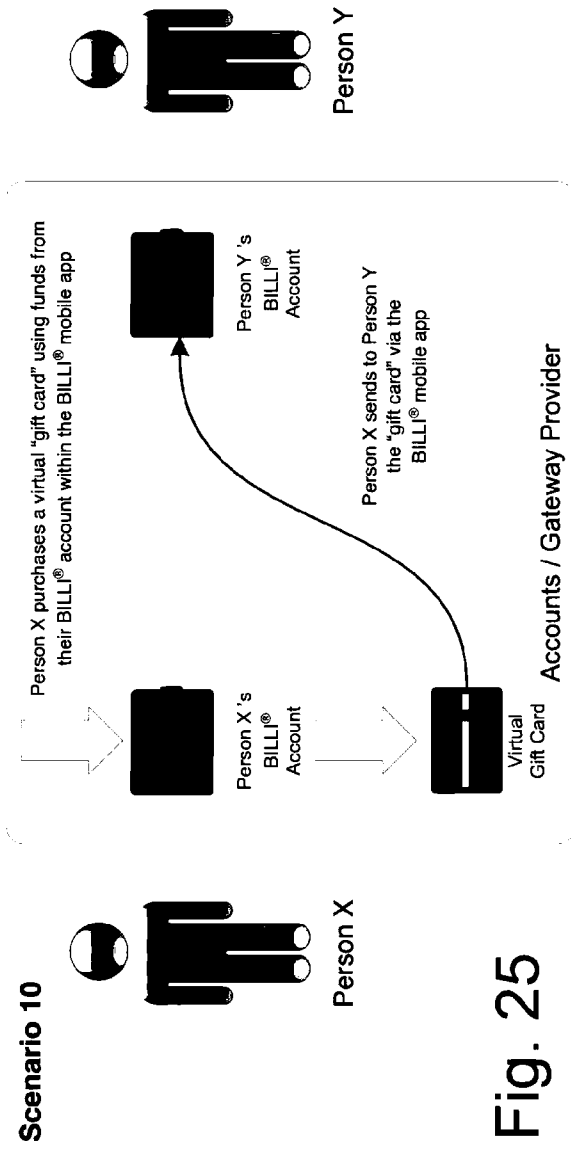 Scenario 10
Person X purchases a virtual “gift card” using funds from
their BILLI® account within the BILLI® mobile app
Person X
Person X 's
BILLI®
Account
Person Y 's
BILLI®
Account
Person Y
Person X sends to Person Y
the “gift card” via the
BILLI® mobile app
Virtual
Gift Card
Accounts / Gateway Provider
Fig. 25